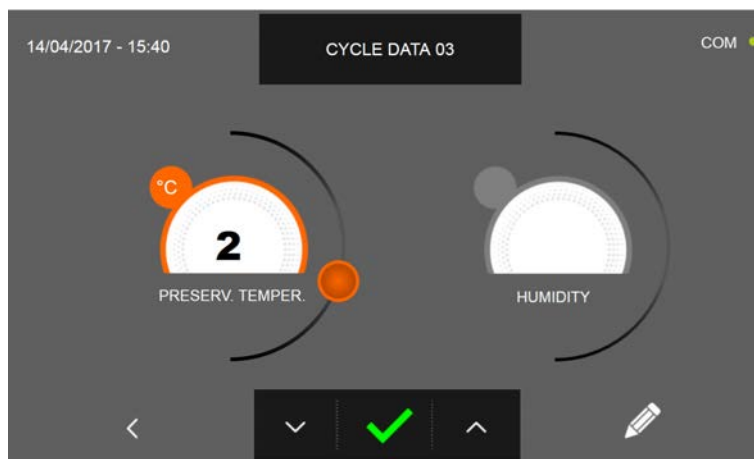 14/04/2017 - 15:40
CYCLE DATA 03
COM
°C
2
PRESERV. TEMPER.
HUMIDITY